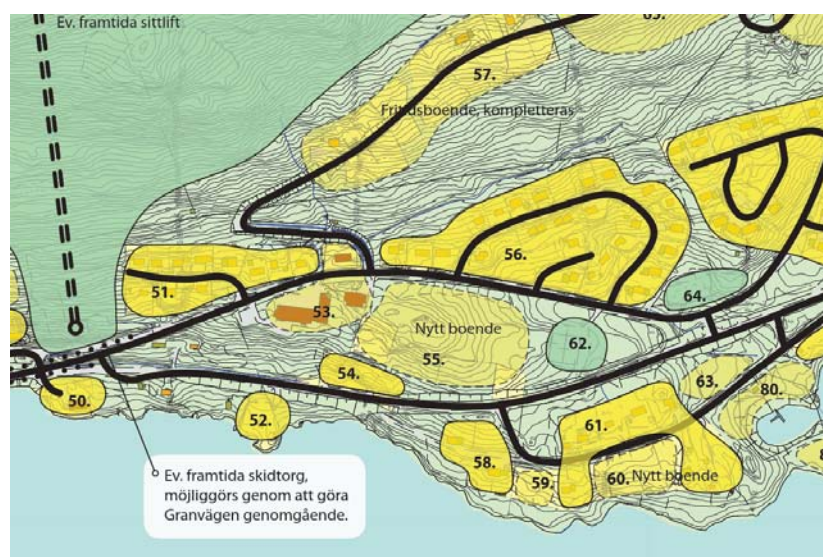 Ev. framtida sittlift
57.
Fritidsboende, kompletteras
56.
51.
64.
53.
Nytt boende
62.
55.
54.
63.
80.
50.
52.
61.
58.
60.
Nytt boende
59.
Ev. framtida skidtorg,
möjliggörs genom att göra
Granvägen genomgående.